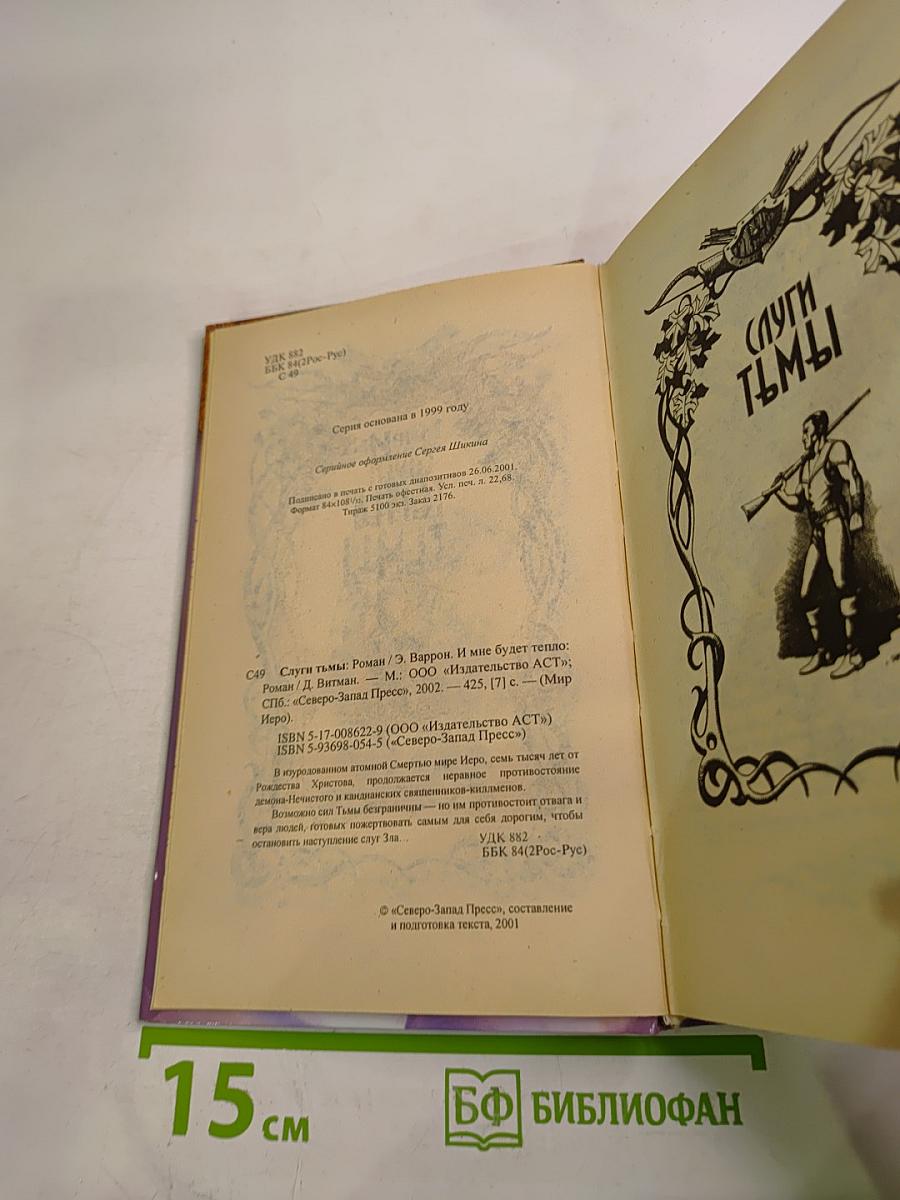 УДК 882
ББК 84(2Рос-Рус)
С 49
Серия основана в 1999 году
Серийное оформление Сергея Шикина
Подписано в печать с готовых диапозитивов 26.06.2001.
Формат 84×108¹/₃₂. Печать офсетная. Усл. печ. л. 22,68.
Тираж 5100 экз. Заказ 2176.
С49 Слуги тьмы: Роман / Э. Варрон. И мне будет тепло:
Роман / Д. Витман. — М.: ООО «Издательство АСТ»;
СПб.: «Северо-Запад Пресс», 2002. — 425, [7] с. — (Мир
Иеро).
ISBN 5-17-008622-9 (ООО «Издательство АСТ»)
ISBN 5-93698-054-5 («Северо-Запад Пресс»)
В изуродованном атомной Смертью мире Иеро, семь тысяч лет от
Рождества Христова, продолжается неравное противостояние
демона-Нечистого и кандианских священников-киллменов.
Возможно сил Тьмы безграничны — но им противостоит отвага и
вера людей, готовых пожертвовать самым для себя дорогим, чтобы
остановить наступление слуг Зла...
УДК 882
ББК 84(2Рос-Рус)
© «Северо-Запад Пресс», составление
и подготовка текста, 2001
СЛУГИ
ТЬМЫ
15 см
БФ БИБЛИОФАН